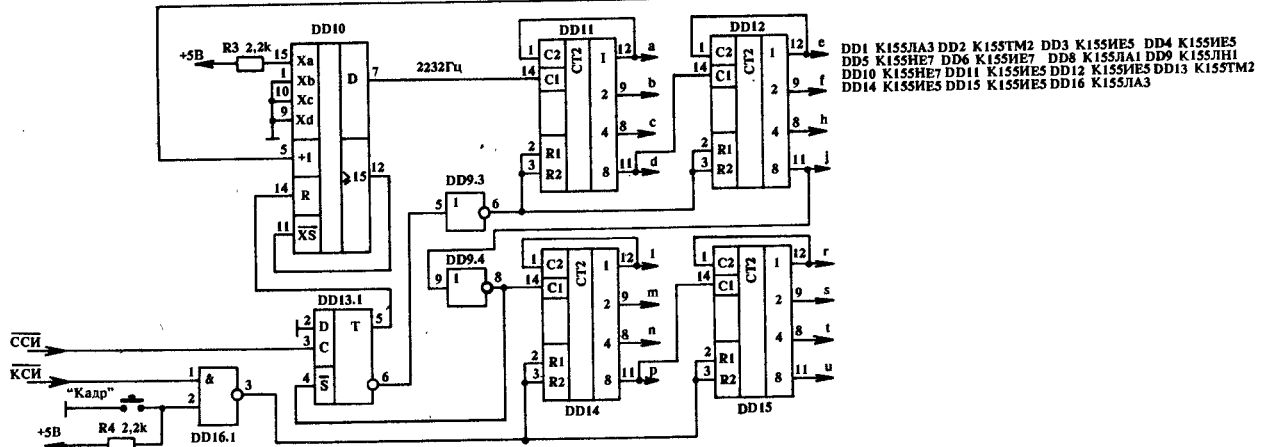 DD10
R3 2,2k
+5В
15 Xa
1 Xb
10 Xc
9 Xd
5 +1
14 R
11 XS
D
7
2232Гц
>15
12
DD11
1 C2
14 C1
CT2
1 12 a
2 9 b
4 8 c
8 11 d
2 R1
3 R2
DD12
1 C2
14 C1
CT2
1 12 e
2 9 f
4 8 h
8 11 j
2 R1
3 R2
DD1 К155ЛА3 DD2 К155ТМ2 DD3 К155ИЕ5 DD4 К155ИЕ5
DD5 К155НЕ7 DD6 К155ИЕ7 DD8 К155ЛА1 DD9 К155ЛН1
DD10 К155НЕ7 DD11 К155ИЕ5 DD12 К155ИЕ5 DD13 К155ТМ2
DD14 К155ИЕ5 DD15 К155ИЕ5 DD16 К155ЛА3
DD9.3
5 1 6
DD9.4
9 1 8
DD13.1
2 D T 5
3 C
4 S 6
ССИ
КСИ
"Кадр"
+5В
R4 2,2k
1 & 3
2
DD16.1
1 C2
14 C1
CT2
1 12 l
2 9 m
4 8 n
8 11 p
2 R1
3 R2
DD14
1 C2
14 C1
CT2
1 12 r
2 9 s
4 8 t
8 11 u
2 R1
3 R2
DD15